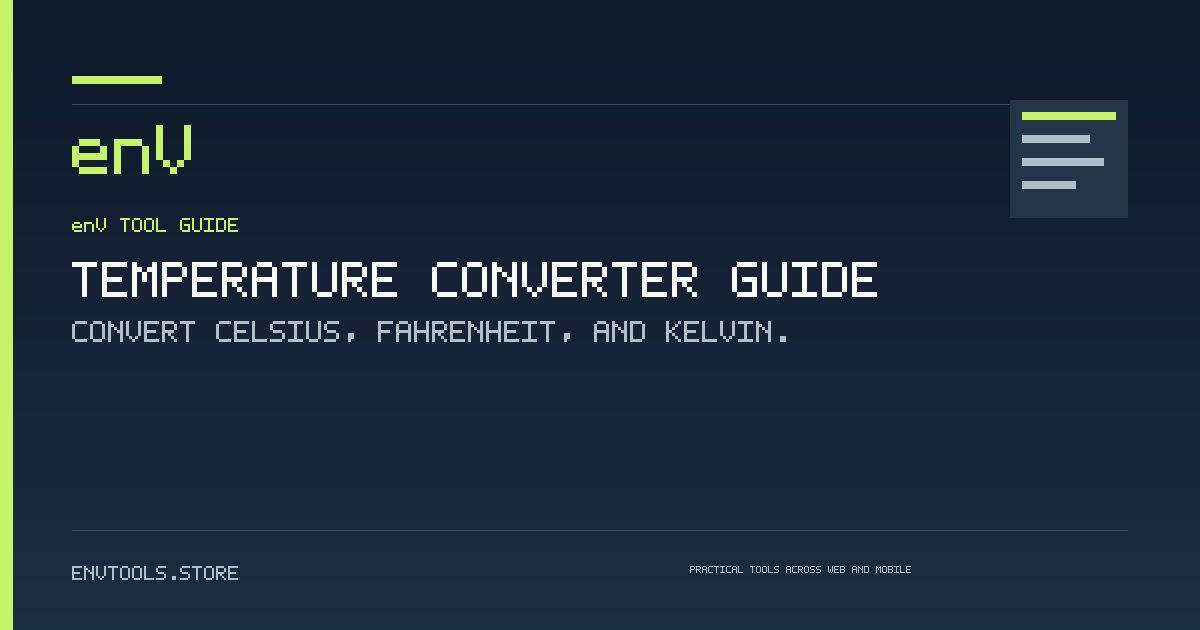 enV
enV TOOL GUIDE
TEMPERATURE CONVERTER GUIDE
CONVERT CELSIUS, FAHRENHEIT, AND KELVIN.
ENVTOOLS.STORE
PRACTICAL TOOLS ACROSS WEB AND MOBILE